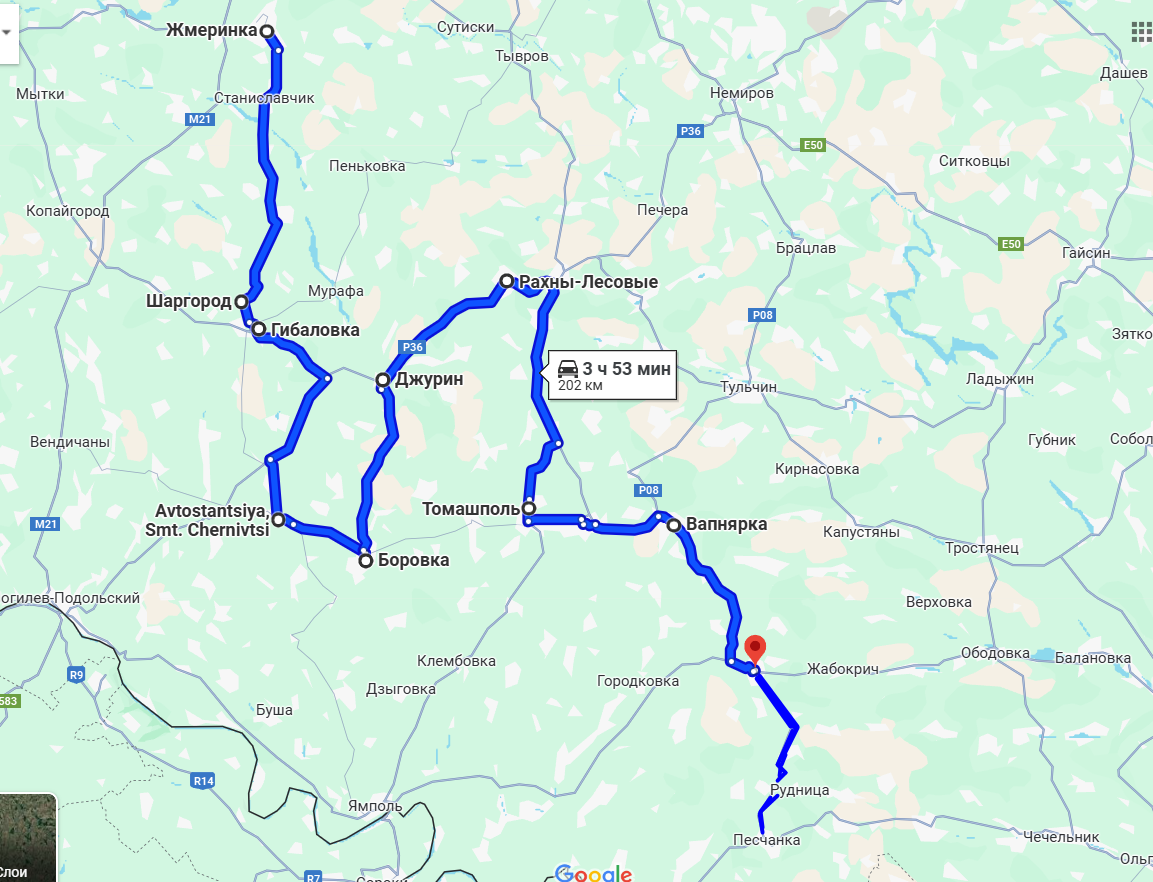 Жмеринка
Сутиски
Тывров
Дашев
Мытки
Станиславчик
Немиров
M21
P36
E50
Ситковцы
Пеньковка
Копайгород
Печера
Брацлав
E50
Гайсин
Рахны-Лесовые
Мурафа
Шаргород
Гибаловка
P08
Зятко
P36
3 ч 53 мин
202 км
Джурин
Тульчин
Ладыжин
Вендичаны
Губник
Собол
Кирнасовка
P08
Avtostantsiya,
Smt. Chernivtsi
Томашполь
M21
Вапнярка
Капустяны
Тростянец
Боровка
огилев-Подольский
Верховка
Клембовка
Ободовка
Балановка
R9
Жабокрич
Городковка
Дзыговка
583
Буша
R14
Рудница
Ямполь
Песчанка
Чечельник
Ольг
Слои
R7
Сороки
Google